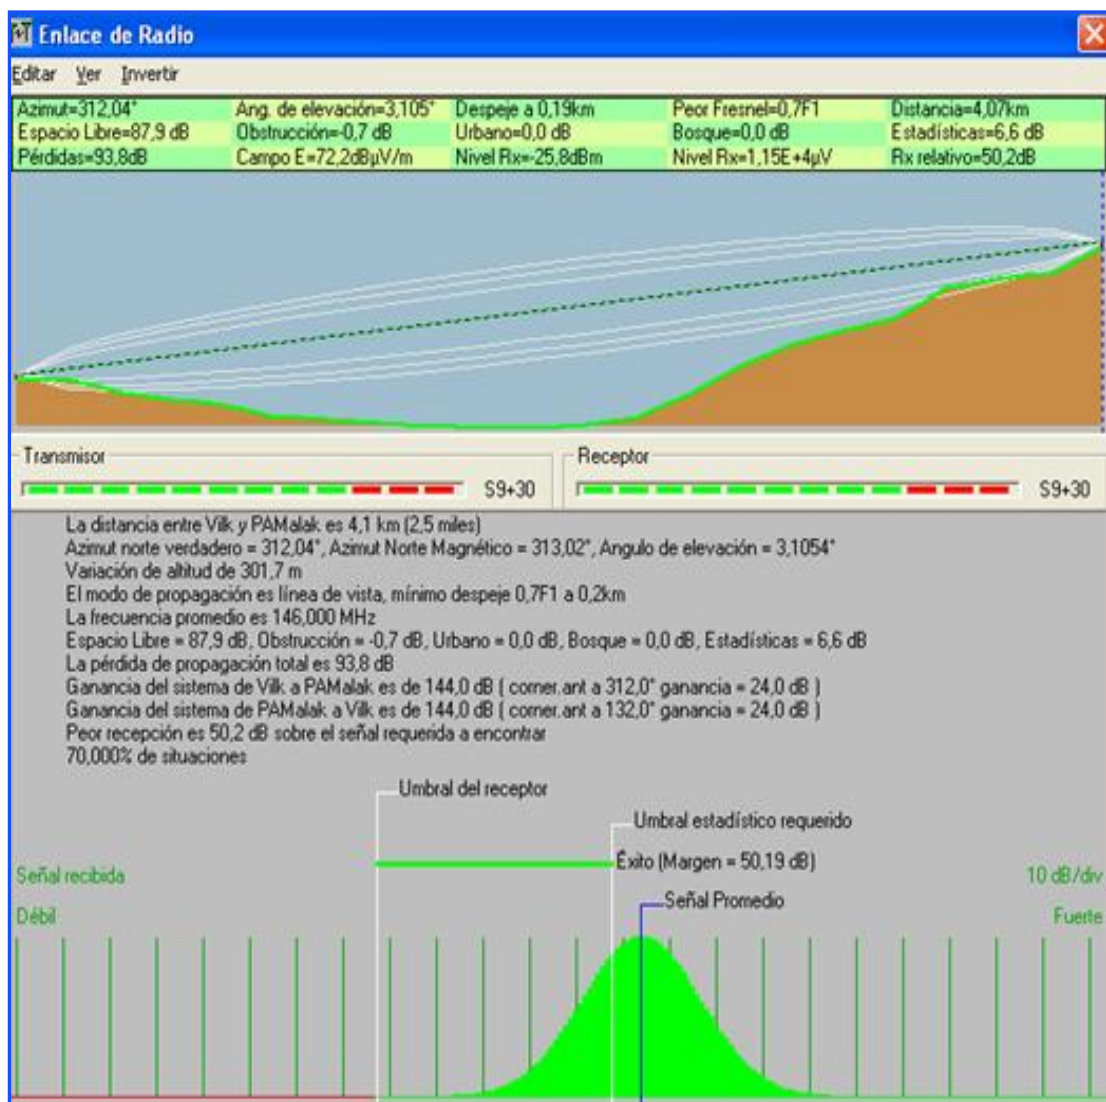 Enlace de Radio
Editar Ver Invertir
Azimut=312,04° Ang. de elevación=3,105° Despeje a 0,19km Peor Fresnel=0,7F1 Distancia=4,07km
Espacio Libre=87,9 dB Obstrucción=-0,7 dB Urbano=0,0 dB Bosque=0,0 dB Estadísticas=6,6 dB
Pérdidas=93,8dB Campo E=72,2dBµV/m Nivel Rx=-25,8dBm Nivel Rx=1,15E+4µV Rx relativo=50,2dB
Transmisor Receptor
S9+30 S9+30
La distancia entre Vilk y PAMalak es 4,1 km (2,5 miles)
Azimut norte verdadero = 312,04°, Azimut Norte Magnético = 313,02°, Angulo de elevación = 3,1054°
Variación de altitud de 301,7 m
El modo de propagación es línea de vista, mínimo despeje 0,7F1 a 0,2km
La frecuencia promedio es 146,000 MHz
Espacio Libre = 87,9 dB, Obstrucción = -0,7 dB, Urbano = 0,0 dB, Bosque = 0,0 dB, Estadísticas = 6,6 dB
La pérdida de propagación total es 93,8 dB
Ganancia del sistema de Vilk a PAMalak es de 144,0 dB ( corner.ant a 312,0° ganancia = 24,0 dB )
Ganancia del sistema de PAMalak a Vilk es de 144,0 dB ( corner.ant a 132,0° ganancia = 24,0 dB )
Peor recepción es 50,2 dB sobre el señal requerida a encontrar
70,000% de situaciones
Umbral del receptor
Umbral estadístico requerido
Éxito (Margen = 50,19 dB)
Señal recibida 10 dB/div
Señal Promedio
Débil Fuerte